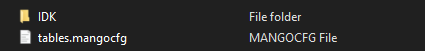 IDK File folder
tables.mangocfg MANGOCFG File